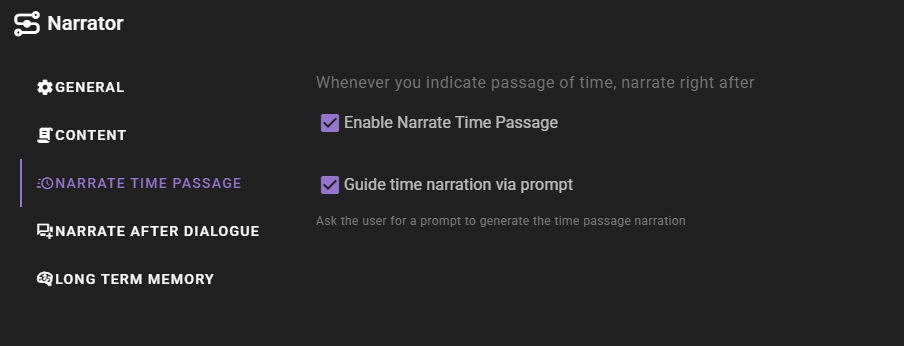 Narrator
GENERAL
CONTENT
NARRATE TIME PASSAGE
NARRATE AFTER DIALOGUE
LONG TERM MEMORY
Whenever you indicate passage of time, narrate right after
Enable Narrate Time Passage
Guide time narration via prompt
Ask the user for a prompt to generate the time passage narration